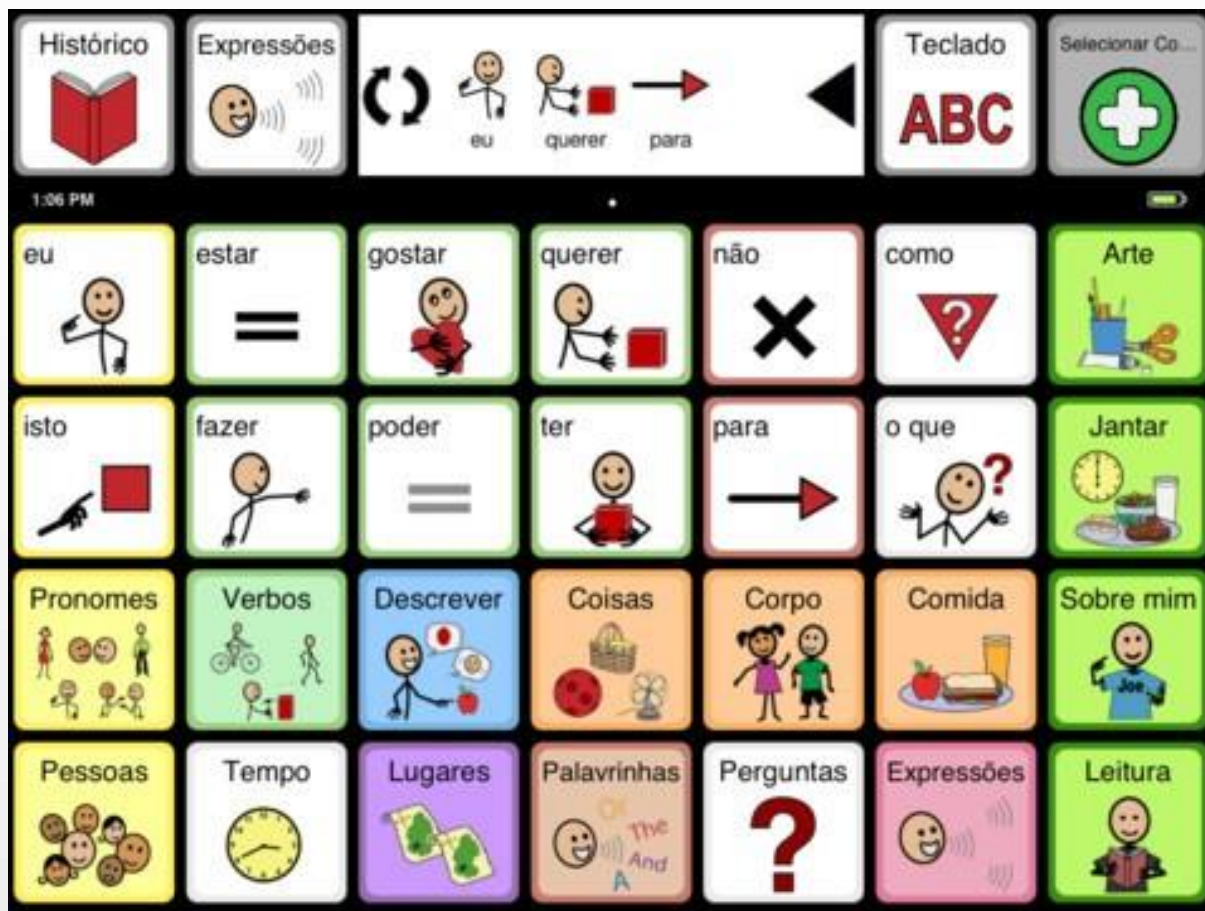 Histórico
Expressões
eu querer para
Teclado
ABC
Selecionar Co...
1:06 PM
eu
estar
gostar
querer
não
como
Arte
isto
fazer
poder
ter
para
o que
Jantar
Pronomes
Verbos
Descrever
Coisas
Corpo
Comida
Sobre mim
Joe
Pessoas
Tempo
Lugares
Palavrinhas
Of
The
And
A
Perguntas
Expressões
Leitura